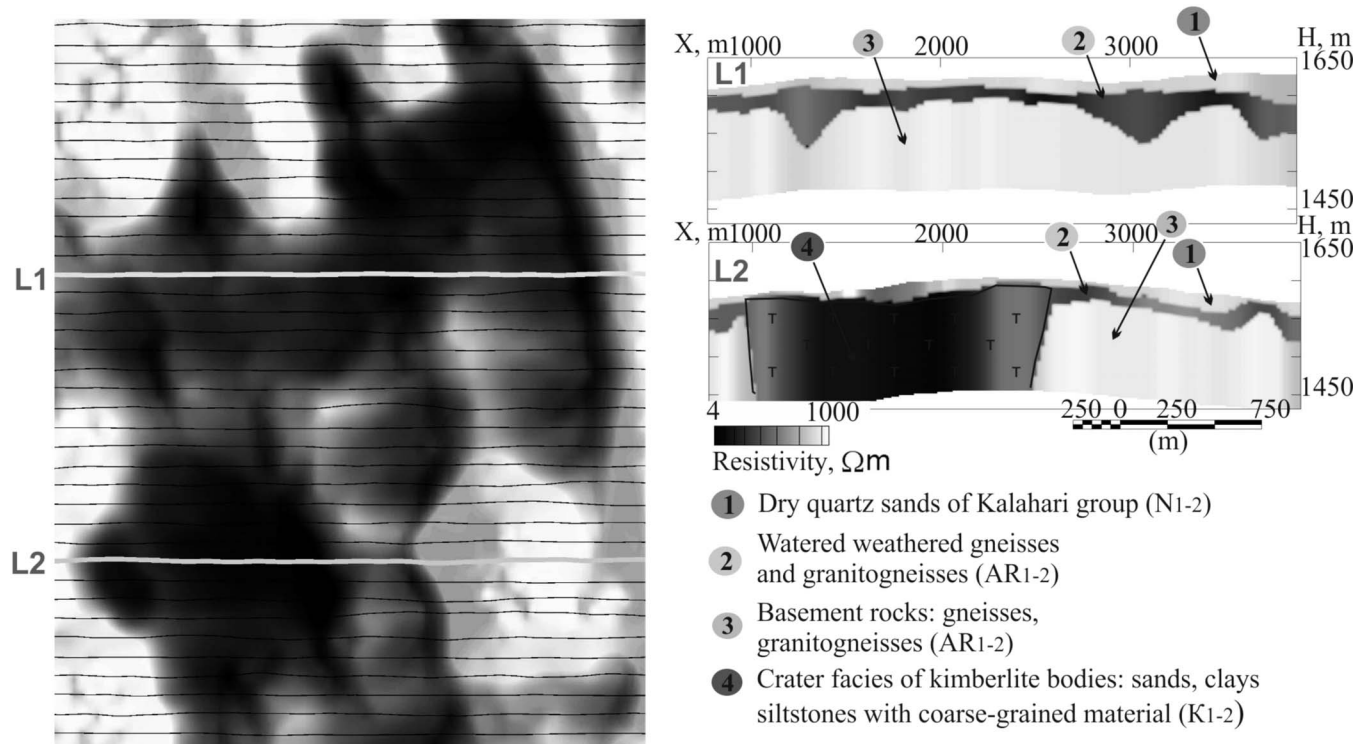 L1
L2
1
X, m 1000 3 2000 2 3000 H, m
L1
1650
1450
X, m 1000 2000 2 3000 3 H, m
4
1
1650
L2
T T T
T T T
T T T T
1450
4 1000
250 0 250 750
(m)
Resistivity, Ωm
1 Dry quartz sands of Kalahari group (N1-2)
2 Watered weathered gneisses
and granitogneisses (AR1-2)
3 Basement rocks: gneisses,
granitogneisses (AR1-2)
4 Crater facies of kimberlite bodies: sands, clays
siltstones with coarse-grained material (K1-2)